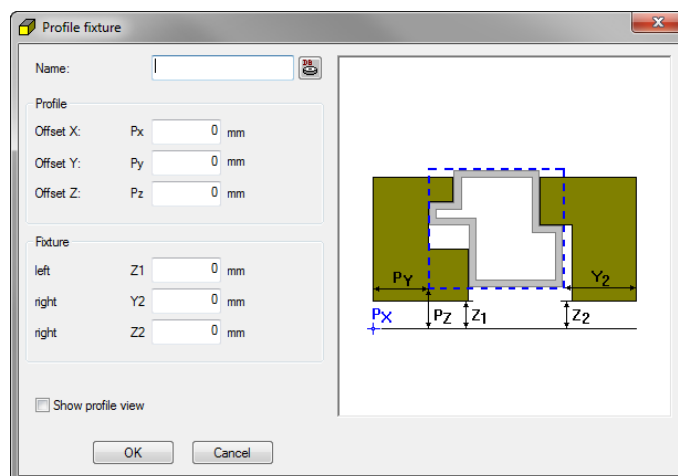 Profile fixture
Name:
DB
Profile
Offset X: Px 0 mm
Offset Y: Py 0 mm
Offset Z: Pz 0 mm
Fixture
left Z1 0 mm
right Y2 0 mm
right Z2 0 mm
Show profile view
OK Cancel
PY Y2
PX PZ Z1 Z2